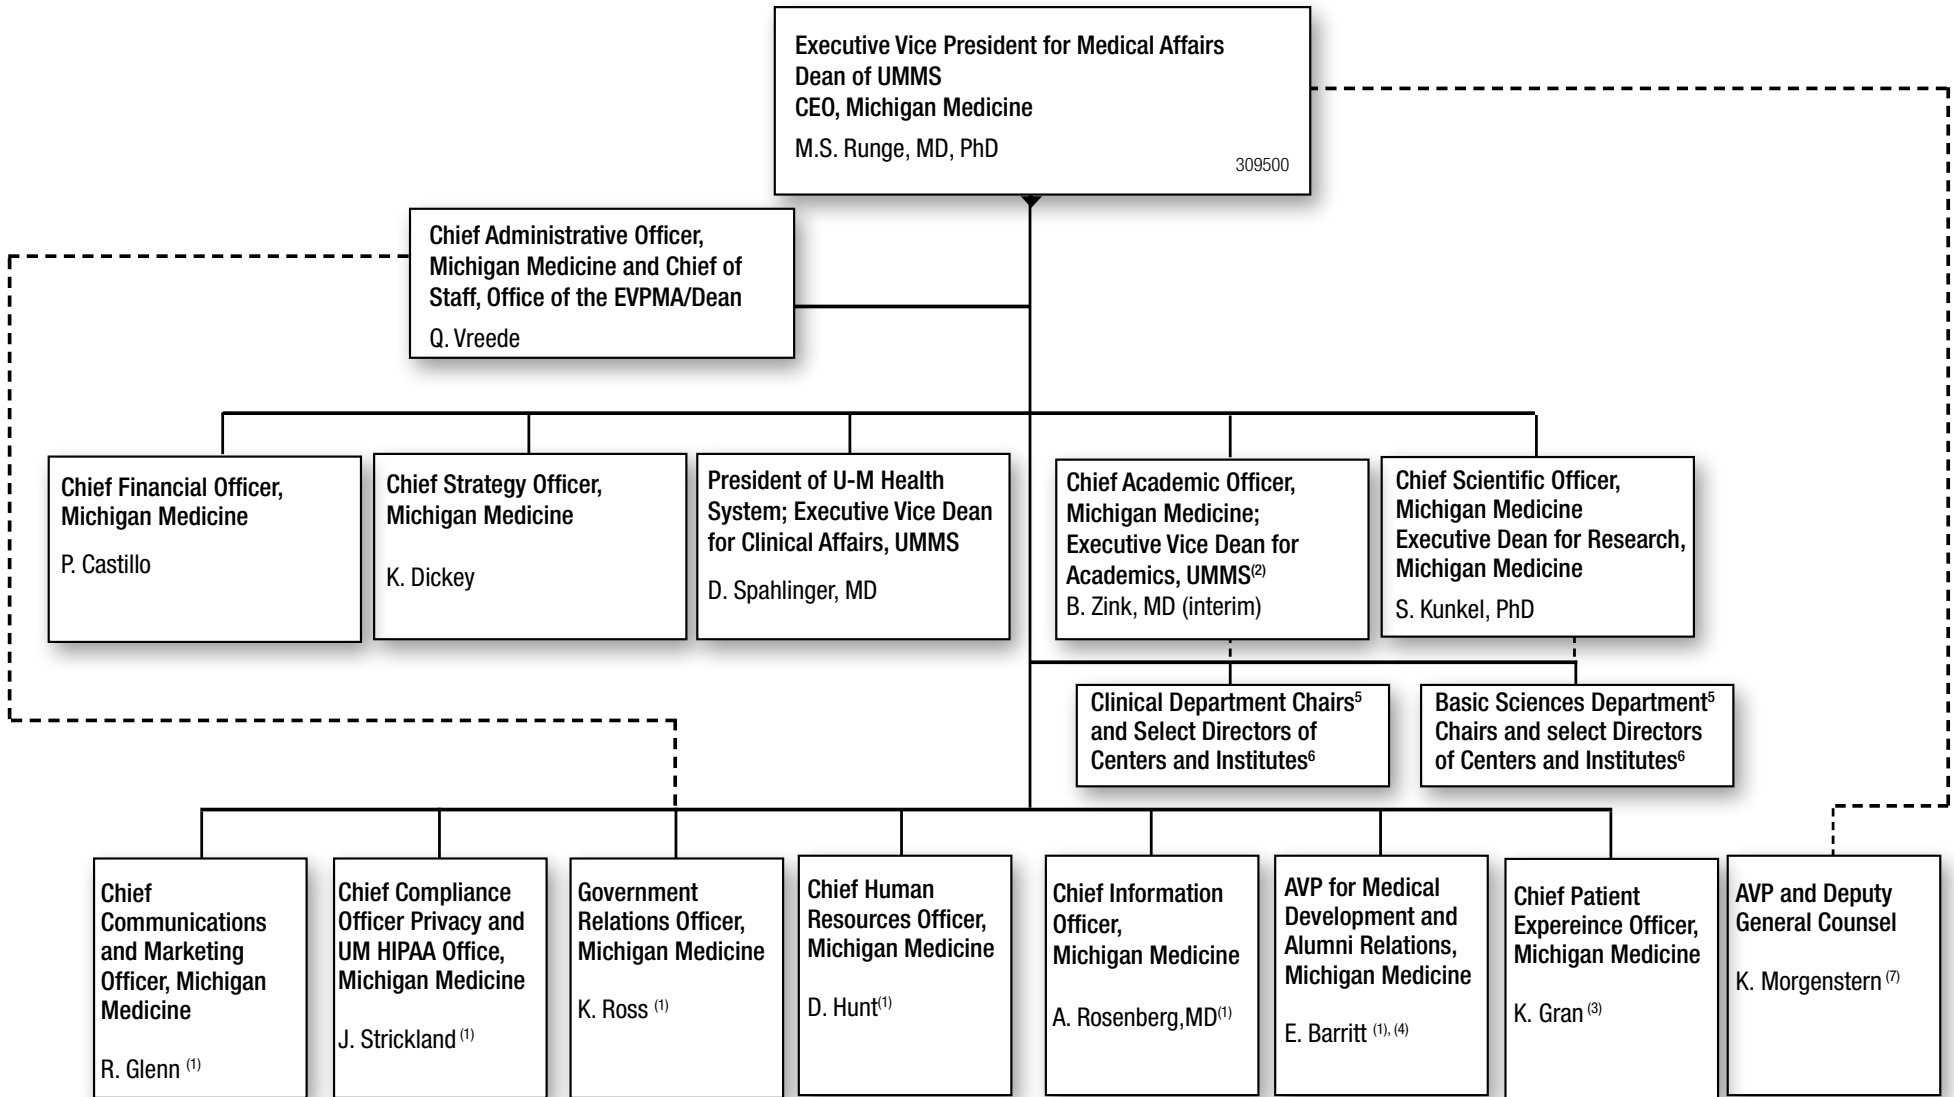 Executive Vice President for Medical Affairs
Dean of UMMS
CEO, Michigan Medicine
M.S. Runge, MD, PhD
309500
Chief Administrative Officer,
Michigan Medicine and Chief of
Staff, Office of the EVPMA/Dean
Q. Vreede
Chief Financial Officer,
Michigan Medicine
P. Castillo
Chief Strategy Officer,
Michigan Medicine
K. Dickey
President of U-M Health
System; Executive Vice Dean
for Clinical Affairs, UMMS
D. Spahlinger, MD
Chief Academic Officer,
Michigan Medicine;
Executive Vice Dean for
Academics, UMMS(2)
B. Zink, MD (interim)
Chief Scientific Officer,
Michigan Medicine
Executive Dean for Research,
Michigan Medicine
S. Kunkel, PhD
Clinical Department Chairs5
and Select Directors of
Centers and Institutes6
Basic Sciences Department5
Chairs and select Directors
of Centers and Institutes6
Chief
Communications
and Marketing
Officer, Michigan
Medicine
R. Glenn (1)
Chief Compliance
Officer Privacy and
UM HIPAA Office,
Michigan Medicine
J. Strickland (1)
Government
Relations Officer,
Michigan Medicine
K. Ross (1)
Chief Human
Resources Officer,
Michigan Medicine
D. Hunt(1)
Chief Information
Officer,
Michigan Medicine
A. Rosenberg,MD(1)
AVP for Medical
Development and
Alumni Relations,
Michigan Medicine
E. Barritt (1), (4)
Chief Patient
Expereince Officer,
Michigan Medicine
K. Gran (3)
AVP and Deputy
General Counsel
K. Morgenstern (7)